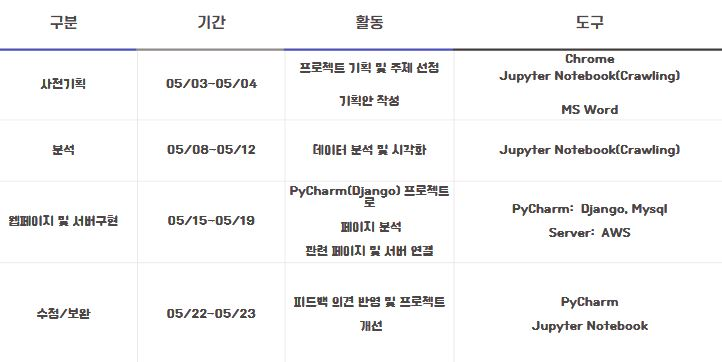 구분 기간 활동 도구
사전기획 05/03~05/04 프로젝트 기획 및 주제 선정
기획안 작성
Chrome
Jupyter Notebook(Crawling)
MS Word
분석 05/08~05/12 데이터 분석 및 시각화 Jupyter Notebook(Crawling)
웹페이지 및 서버구현 05/15~05/19
PyCharm(Django) 프로젝트
로
페이지 분석
관련 페이지 및 서버 연결
PyCharm: Django, Mysql
Server: AWS
수정/보완 05/22~05/23
피드백 의견 반영 및 프로젝트
개선
PyCharm
Jupyter Notebook